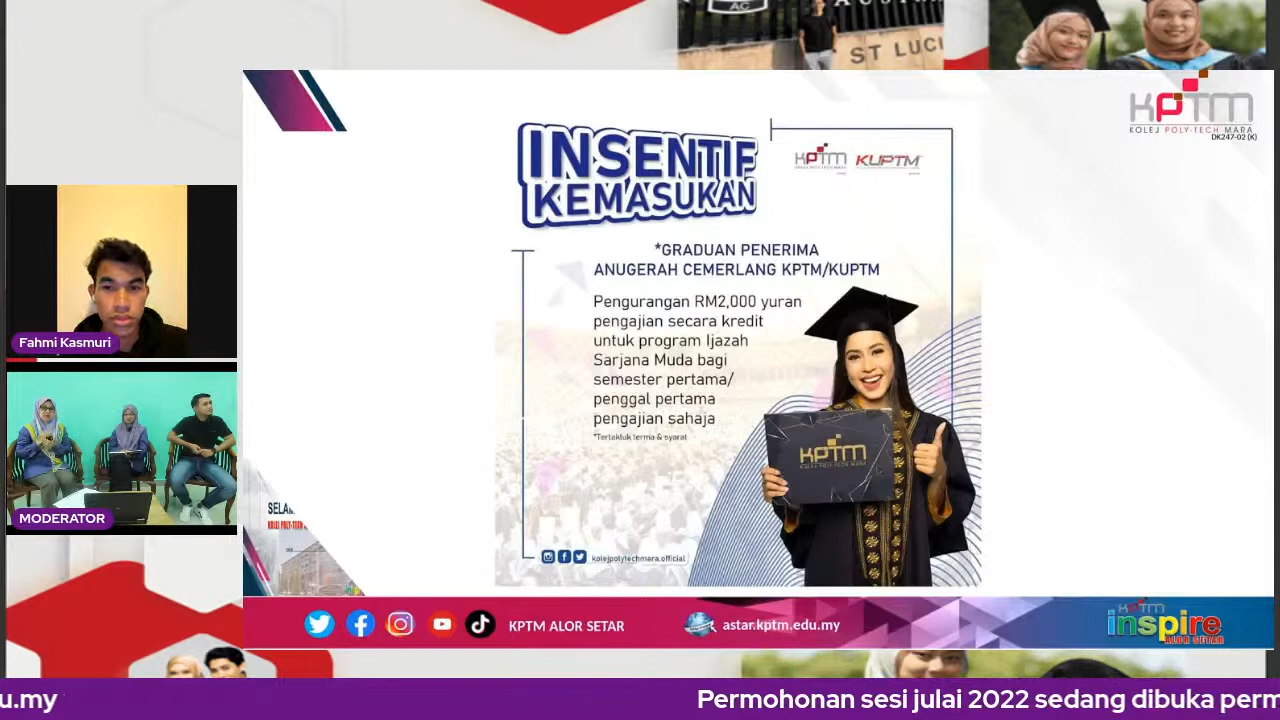 AC
ST LUCI
KPTM
KOLEJ POLY-TECH MARA
DK247-02 (K)
INSENTIF
KEMASUKAN
KPTM
KUPTM
*GRADUAN PENERIMA
ANUGERAH CEMERLANG KPTM/KUPTM
Pengurangan RM2,000 yuran
pengajian secara kredit
untuk program Ijazah
Sarjana Muda bagi
semester pertama/
penggal pertama
pengajian sahaja
*Tertakluk terma & syarat
KPTM
KOLEJ POLY-TECH MARA
kolejpolytechmara.official
Fahmi Kasmuri
MODERATOR
KPTM ALOR SETAR
astar.kptm.edu.my
KPTM
inspire
ALOR SETAR
u.my
Permohonan sesi julai 2022 sedang dibuka perm